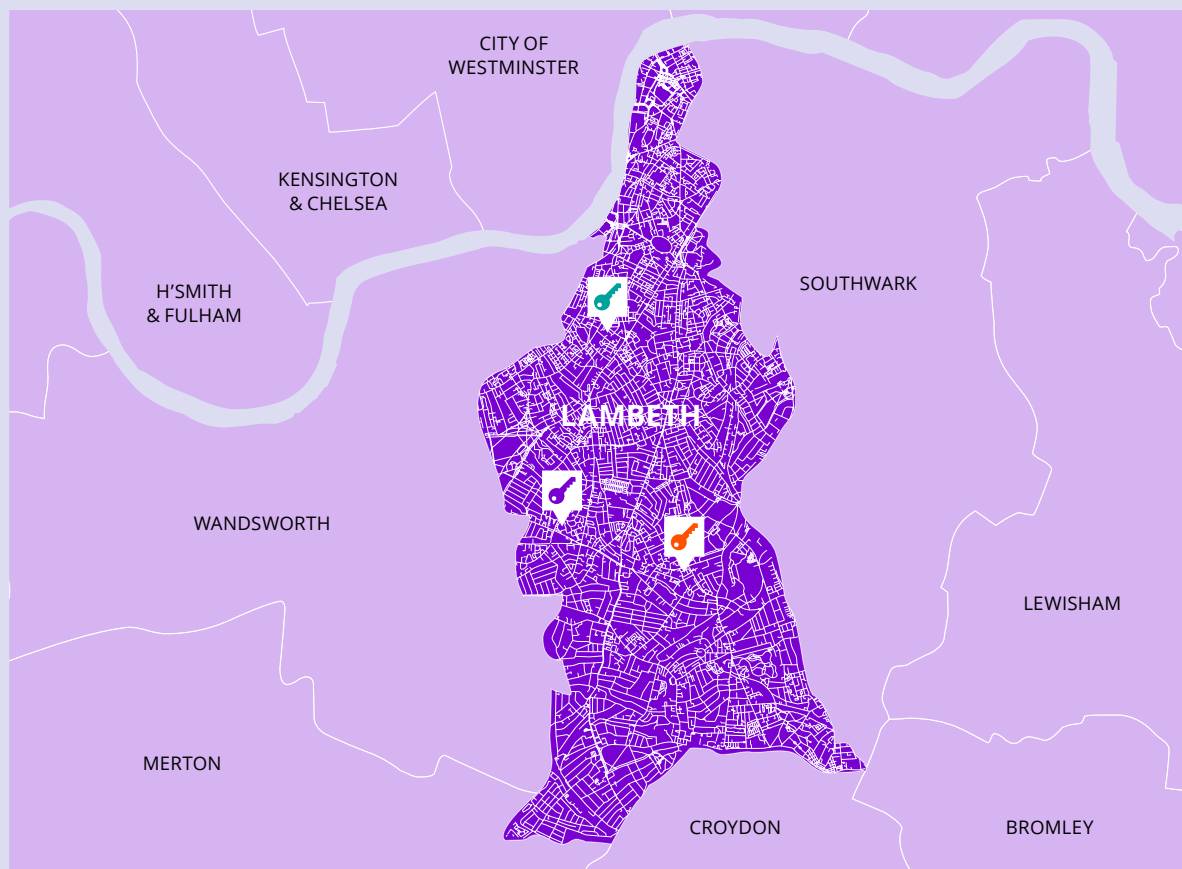 CITY OF
WESTMINSTER
KENSINGTON
& CHELSEA
H’SMITH
& FULHAM
SOUTHWARK
LAMBETH
WANDSWORTH
LEWISHAM
MERTON
CROYDON
BROMLEY